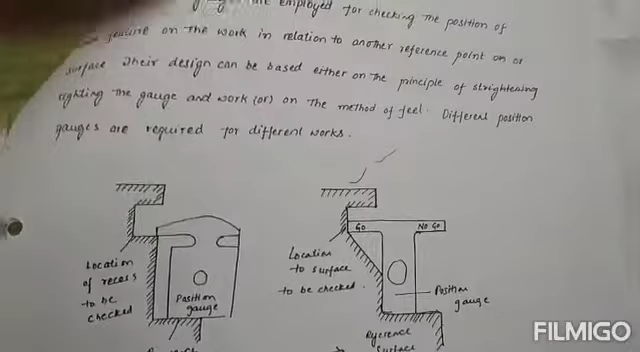 are employed for checking the position of
feature on the work in relation to another reference point on or
surface Their design can be based either on the principle of strightening
sighting the gauge and work (or) on the method of feel. Different position
gauges are required for different works.
Location
of recess
to be
checked
Position
gauge
GO
NO GO
Location
to surface
to be checked
Position
gauge
Reference
Surface
FILMIGO